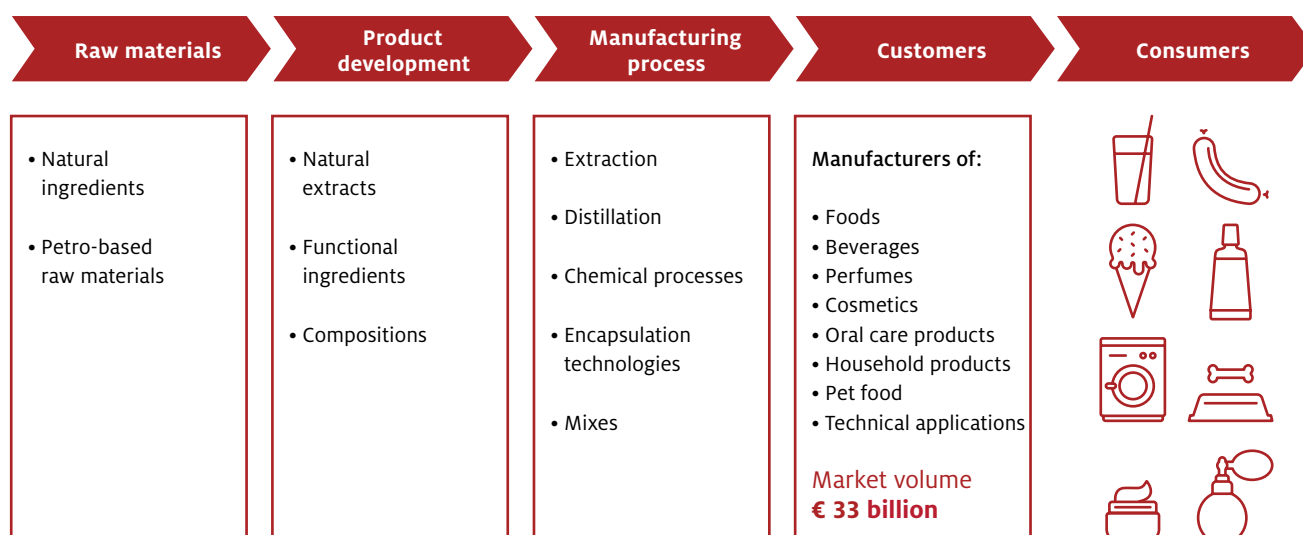 Raw materials
Product
development
Manufacturing
process
Customers
Consumers
• Natural
ingredients
• Petro-based
raw materials
• Natural
extracts
• Functional
ingredients
• Compositions
• Extraction
• Distillation
• Chemical processes
• Encapsulation
technologies
• Mixes
Manufacturers of:
• Foods
• Beverages
• Perfumes
• Cosmetics
• Oral care products
• Household products
• Pet food
• Technical applications
Market volume
€ 33 billion